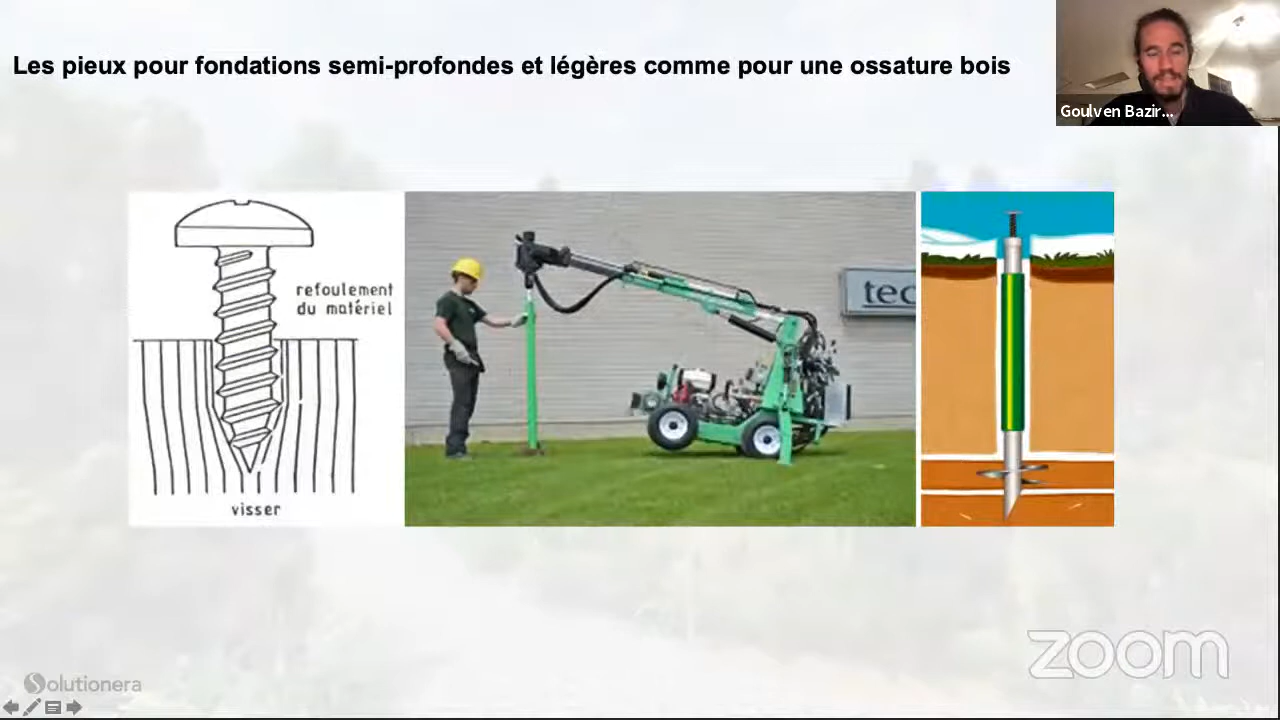 Les pieux pour fondations semi-profondes et légères comme pour une ossature bois
Goulven Bazir...
refoulement
du matériel
visser
tec
zoom
Solutionera